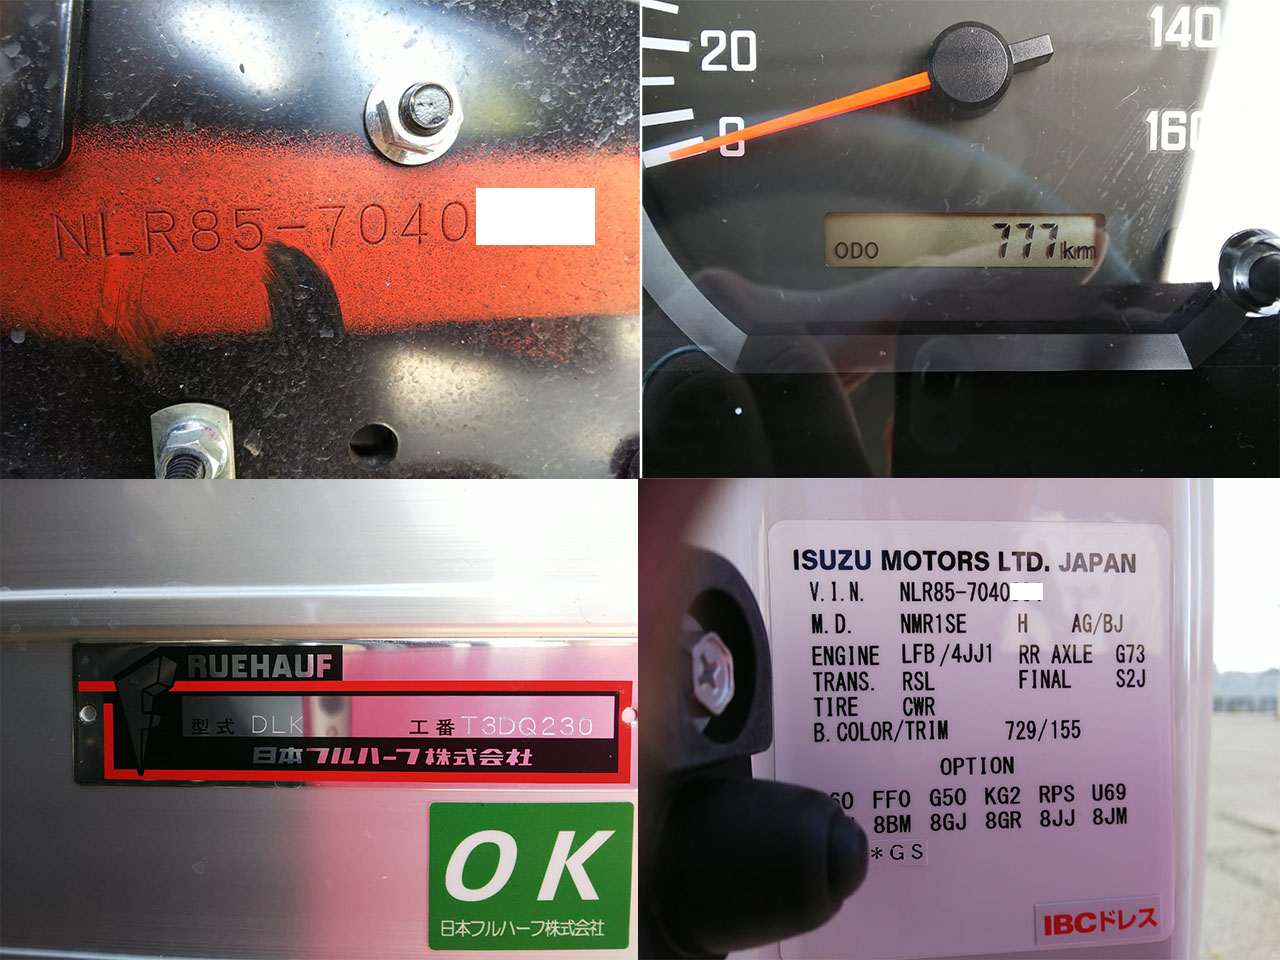 NLR85-7040
20
0
140
160
ODO 777km
RUEHAUF
型式 DLK 工番 T3DQ230
日本フルハーフ株式会社
OK
日本フルハーフ株式会社
ISUZU MOTORS LTD. JAPAN
V.I.N. NLR85-7040
M.D. NMR1SE H AG/BJ
ENGINE LFB/4JJ1 RR AXLE G73
TRANS. RSL FINAL S2J
TIRE CWR
B.COLOR/TRIM 729/155
OPTION
FF0 G50 KG2 RPS U69
8BM 8GJ 8GR 8JJ 8JM
*GS
IBCドレス